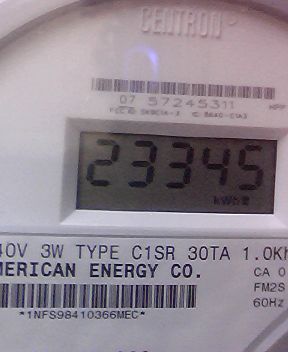 CENTRON
07 57245311
23345
kWh
40V 3W TYPE C1SR 30TA 1.0Kh
MERICAN ENERGY CO.
CA 0
FM2S
60Hz
*1NFS98410366MEC*